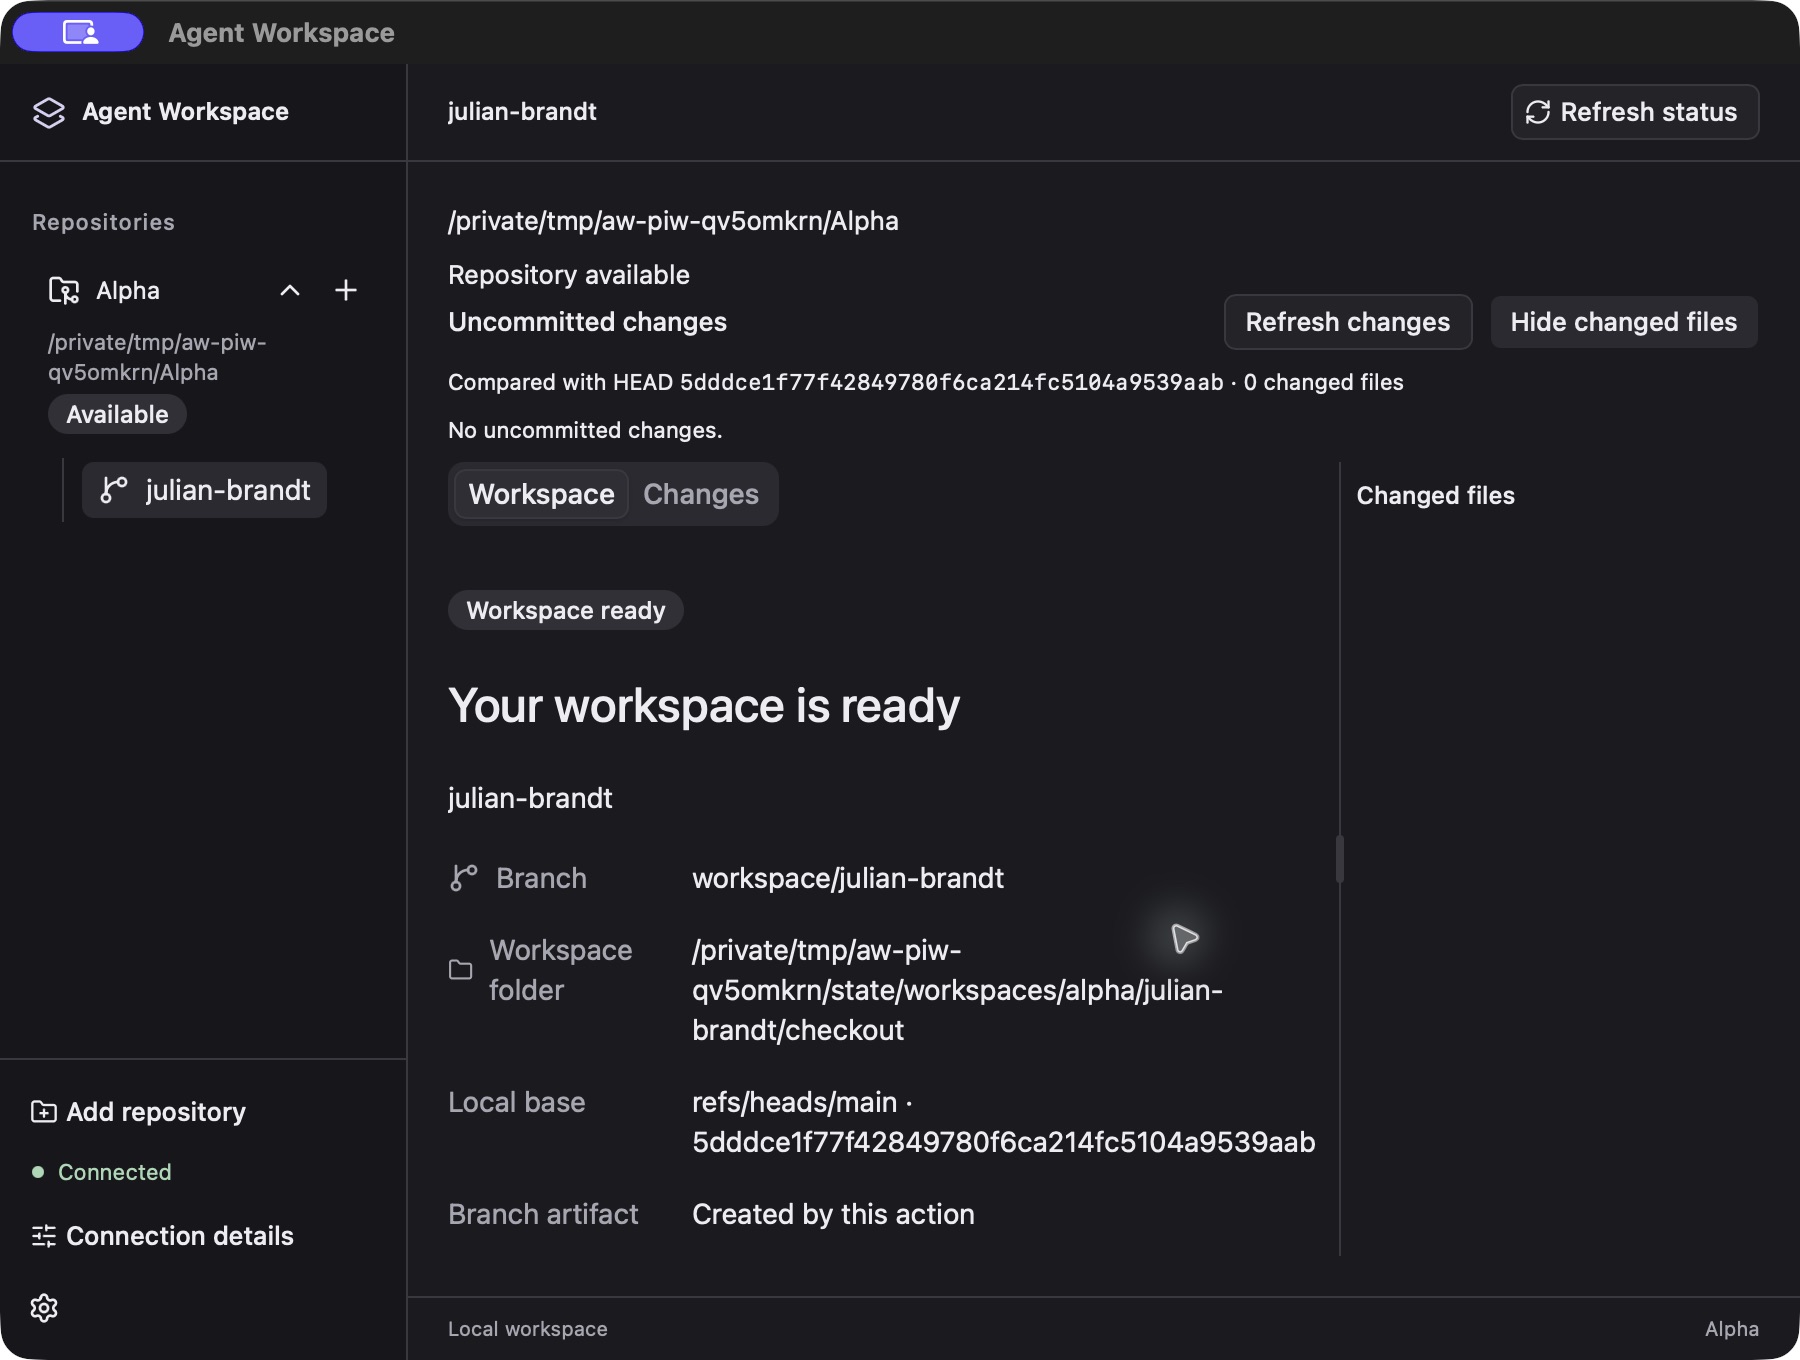 Agent Workspace
Agent Workspace
julian-brandt
Refresh status
Repositories
Alpha
/private/tmp/aw-piw-
qv5omkrn/Alpha
Available
julian-brandt
/private/tmp/aw-piw-qv5omkrn/Alpha
Repository available
Uncommitted changes
Refresh changes
Hide changed files
Compared with HEAD 5dddce1f77f42849780f6ca214fc5104a9539aab · 0 changed files
No uncommitted changes.
Workspace
Changes
Changed files
Workspace ready
Your workspace is ready
julian-brandt
Branch
workspace/julian-brandt
Workspace
folder
/private/tmp/aw-piw-
qv5omkrn/state/workspaces/alpha/julian-
brandt/checkout
Local base
refs/heads/main ·
5dddce1f77f42849780f6ca214fc5104a9539aab
Branch artifact
Created by this action
Add repository
Connected
Connection details
Local workspace
Alpha